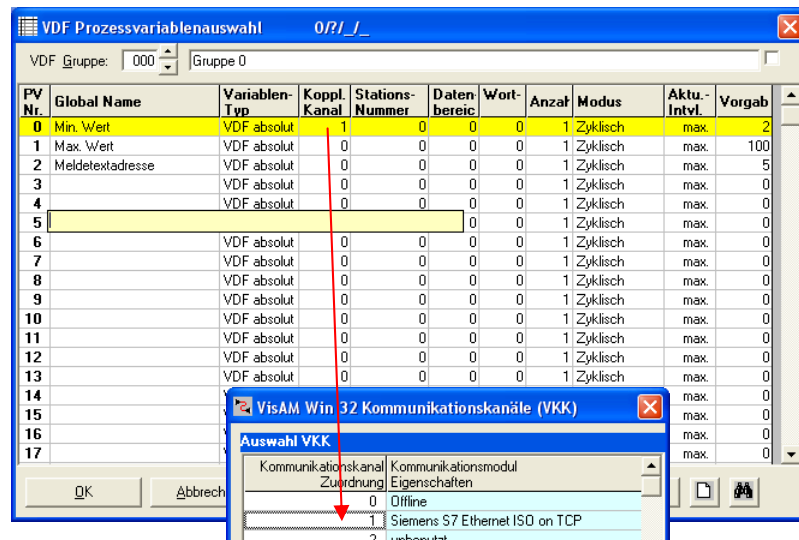 VDF Prozessvariablenauswahl 0/?/_/_
VDF Gruppe: 000 Gruppe 0
PV Nr. Global Name Variablen-Typ Koppl. Kanal Stations-Nummer Daten bereic Wort- Anzah Modus Aktu.-Intvl. Vorgab
0 Min. Wert VDF absolut 1 0 0 0 1 Zyklisch max. 2
1 Max. Wert VDF absolut 0 0 0 0 1 Zyklisch max. 100
2 Meldetextadresse VDF absolut 0 0 0 0 1 Zyklisch max. 5
3 VDF absolut 0 0 0 0 1 Zyklisch max. 0
4 VDF absolut 0 0 0 0 1 Zyklisch max. 0
5 0 0 1 Zyklisch max. 0
6 VDF absolut 0 0 0 0 1 Zyklisch max. 0
7 VDF absolut 0 0 0 0 1 Zyklisch max. 0
8 VDF absolut 0 0 0 0 1 Zyklisch max. 0
9 VDF absolut 0 0 0 0 1 Zyklisch max. 0
10 VDF absolut 0 0 0 0 1 Zyklisch max. 0
11 VDF absolut 0 0 0 0 1 Zyklisch max. 0
12 VDF absolut 0 0 0 0 1 Zyklisch max. 0
13 VDF absolut 0 0 0 0 1 Zyklisch max. 0
14 max. 0
15 max. 0
16 max. 0
17 max. 0
OK Abbrech
VisAM Win 32 Kommunikationskanäle (VKK)
Auswahl VKK
Kommunikationskanal Kommunikationsmodul
Zuordnung Eigenschaften
0 Offline
1 Siemens S7 Ethernet ISO on TCP
2 unbenutzt